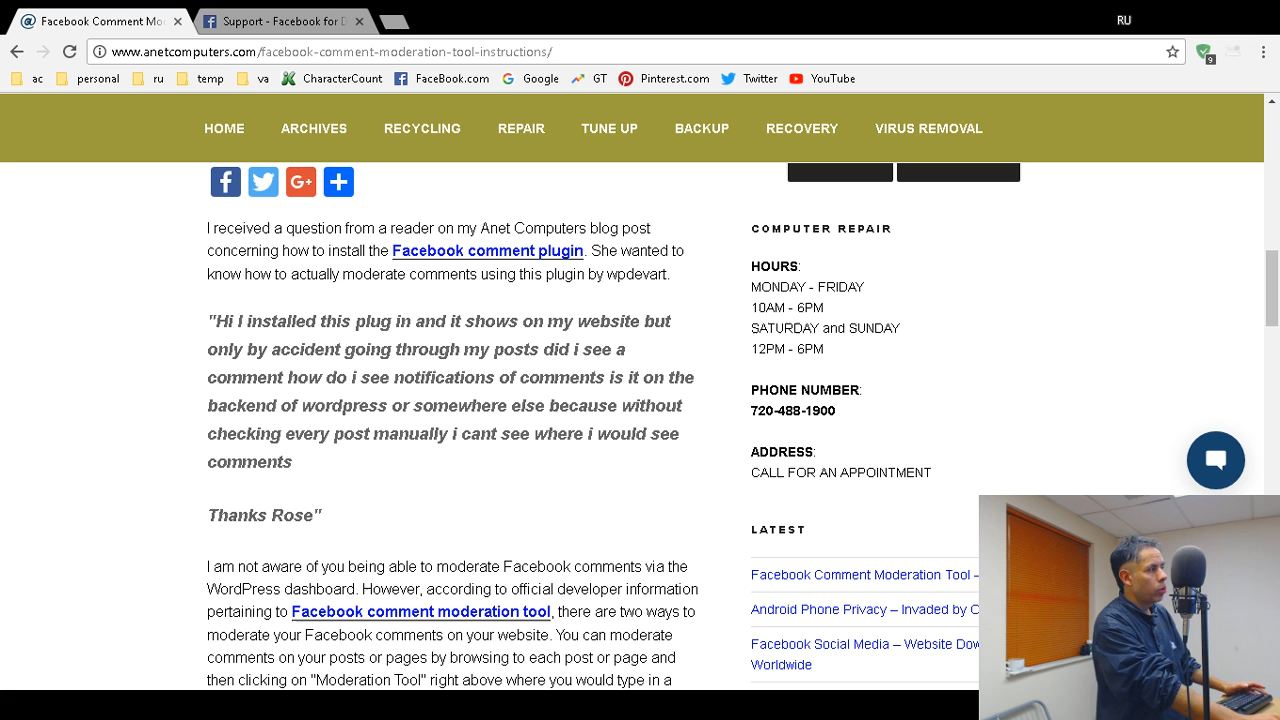 RU
Facebook Comment Mo
Support - Facebook for D
www.anetcomputers.com/facebook-comment-moderation-tool-instructions/
9
ac personal ru temp va CharacterCount FaceBook.com Google GT Pinterest.com Twitter YouTube
HOME ARCHIVES RECYCLING REPAIR TUNE UP BACKUP RECOVERY VIRUS REMOVAL
I received a question from a reader on my Anet Computers blog post
concerning how to install the Facebook comment plugin. She wanted to
know how to actually moderate comments using this plugin by wpdevart.
"Hi I installed this plug in and it shows on my website but
only by accident going through my posts did i see a
comment how do i see notifications of comments is it on the
backend of wordpress or somewhere else because without
checking every post manually i cant see where i would see
comments
Thanks Rose"
I am not aware of you being able to moderate Facebook comments via the
WordPress dashboard. However, according to official developer information
pertaining to Facebook comment moderation tool, there are two ways to
moderate your Facebook comments on your website. You can moderate
comments on your posts or pages by browsing to each post or page and
then clicking on "Moderation Tool" right above where you would type in a
COMPUTER REPAIR
HOURS:
MONDAY - FRIDAY
10AM - 6PM
SATURDAY and SUNDAY
12PM - 6PM
PHONE NUMBER:
720-488-1900
ADDRESS:
CALL FOR AN APPOINTMENT
LATEST
Facebook Comment Moderation Tool –
Android Phone Privacy – Invaded by
Facebook Social Media – Website Dow
Worldwide